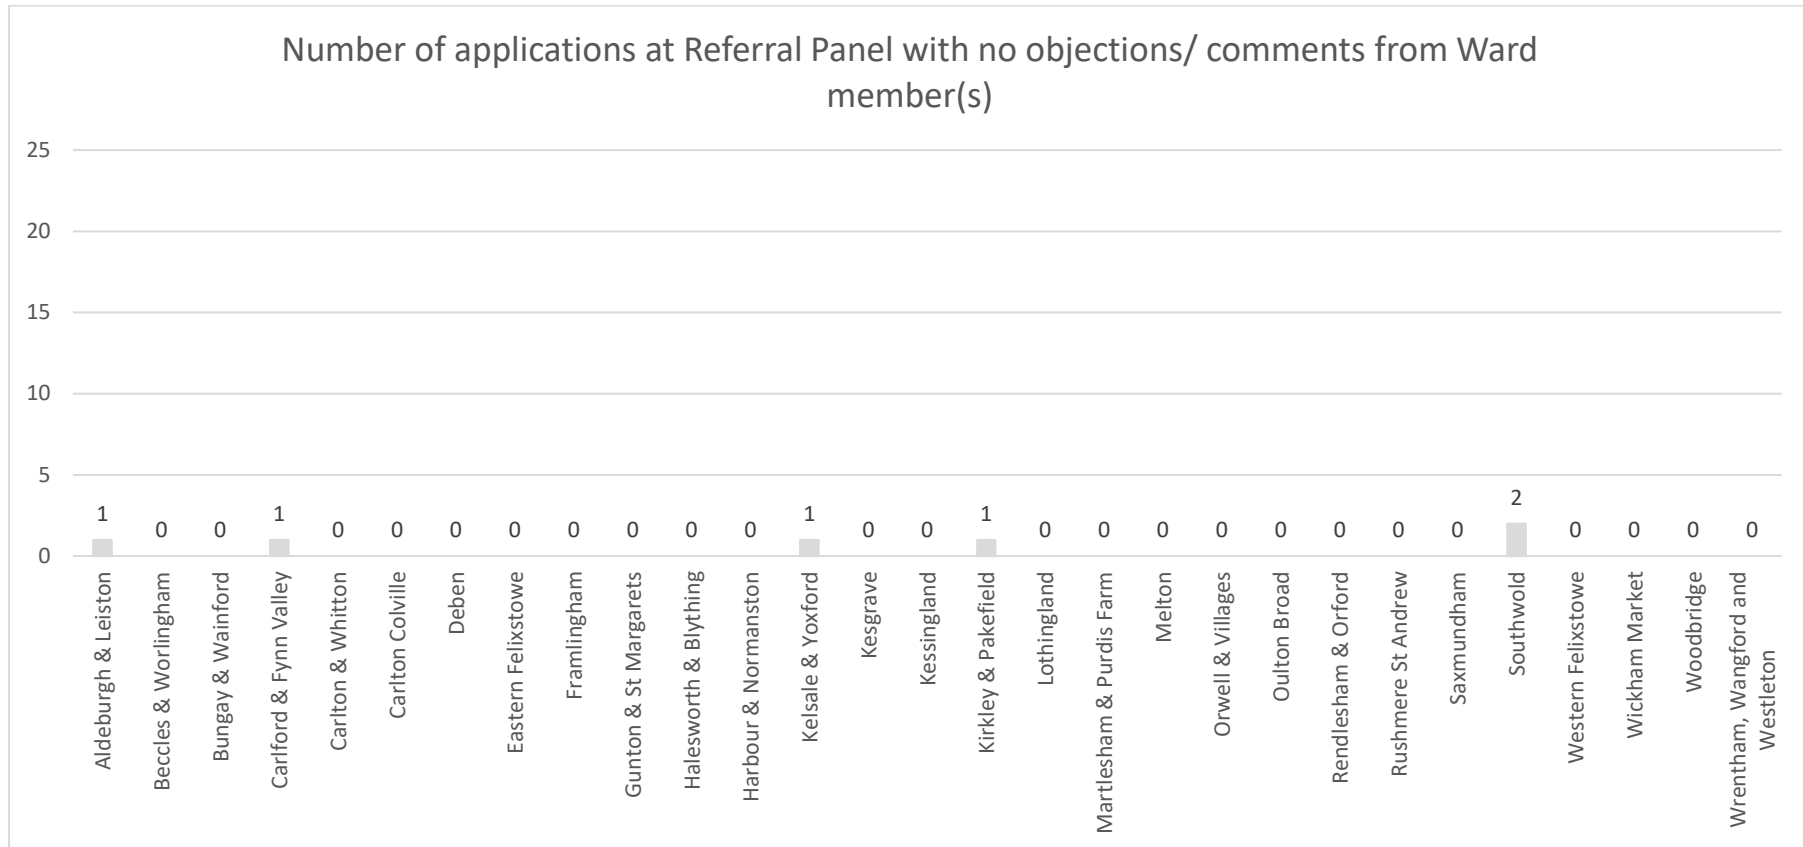 Number of applications at Referral Panel with no objections/ comments from Ward
member(s)
25
20
15
10
5
0
1 0 0 1 0 0 0 0 0 0 0 0 1 0 0 1 0 0 0 0 0 0 0 0 2 0 0 0 0
Aldeburgh & Leiston
Beccles & Worlingham
Bungay & Wainford
Carlford & Fynn Valley
Carlton & Whitton
Carlton Colville
Deben
Eastern Felixstowe
Framlingham
Gunton & St Margarets
Halesworth & Blything
Harbour & Normanston
Kelsale & Yoxford
Kesgrave
Kessingland
Kirkley & Pakefield
Lothingland
Martlesham & Purdis Farm
Melton
Orwell & Villages
Oulton Broad
Rendlesham & Orford
Rushmere St Andrew
Saxmundham
Southwold
Western Felixstowe
Wickham Market
Woodbridge
Wrentham, Wangford and
Westleton